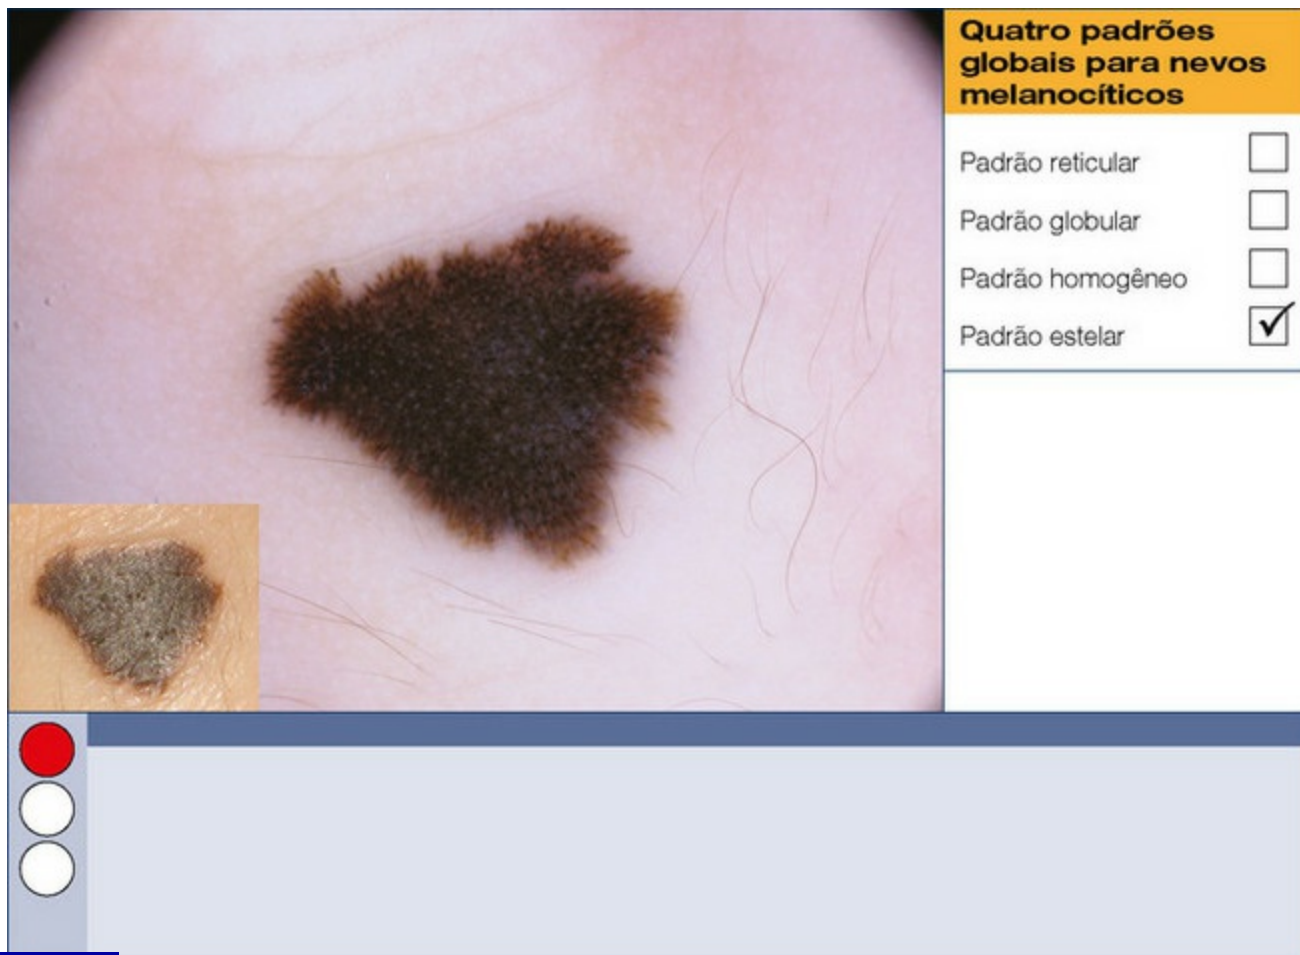 Quatro padrões
globais para nevos
melanocíticos
Padrão reticular
Padrão globular
Padrão homogêneo
Padrão estelar